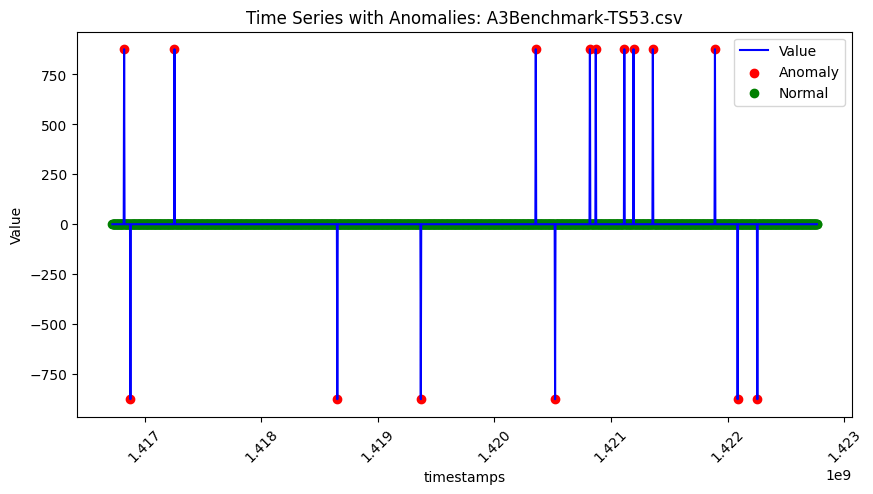 Time Series with Anomalies: A3Benchmark-TS53.csv
Value
Anomaly
Normal
750
500
250
0
−250
−500
−750
Value
1.417
1.418
1.419
1.420
1.421
1.422
1.423
1e9
timestamps